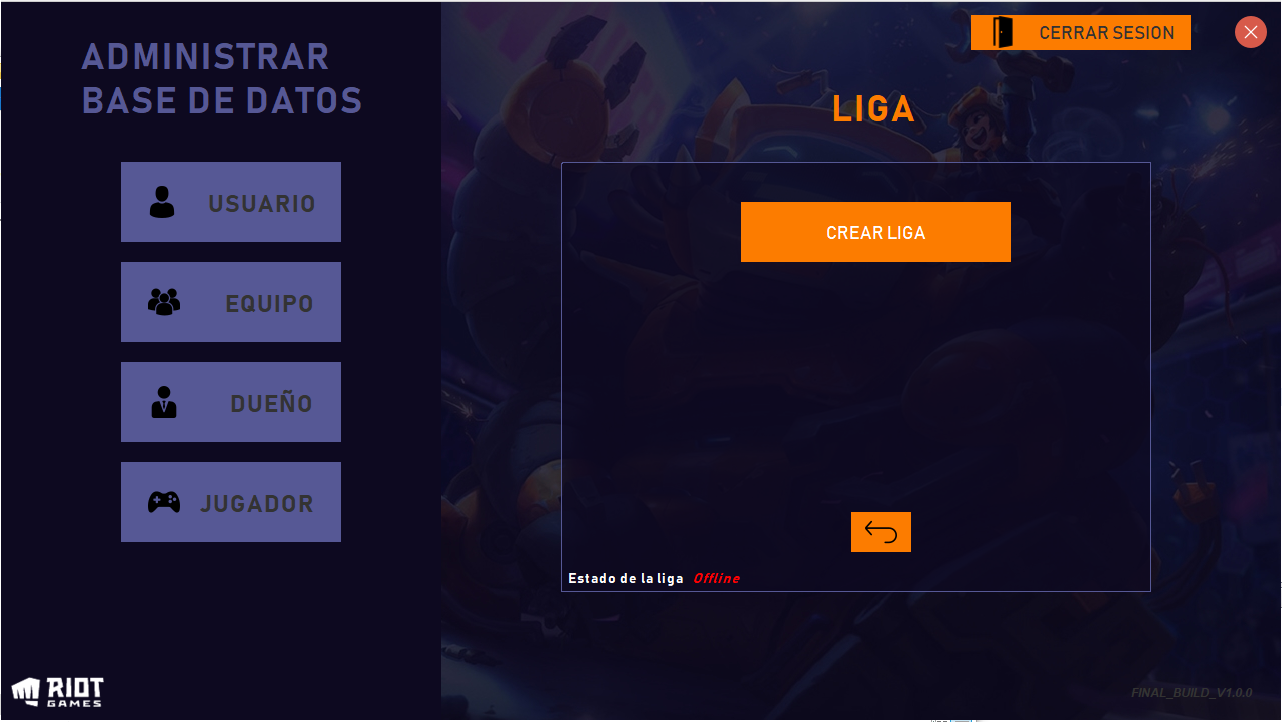 ADMINISTRAR
BASE DE DATOS
USUARIO
EQUIPO
DUEÑO
JUGADOR
RIOT
GAMES
CERRAR SESION
LIGA
CREAR LIGA
Estado de la liga Offline
FINAL_BUILD_V1.0.0